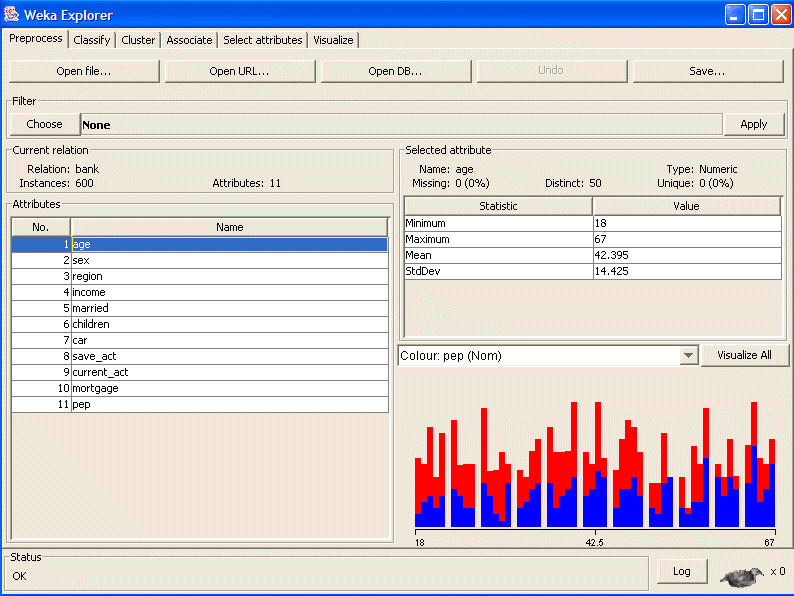 Weka Explorer
Preprocess Classify Cluster Associate Select attributes Visualize
Open file... Open URL... Open DB... Undo Save...
Filter
Choose None Apply
Current relation
Relation: bank
Instances: 600 Attributes: 11
Attributes
No. Name
1 age
2 sex
3 region
4 income
5 married
6 children
7 car
8 save_act
9 current_act
10 mortgage
11 pep
Selected attribute
Name: age Type: Numeric
Missing: 0 (0%) Distinct: 50 Unique: 0 (0%)
Statistic Value
Minimum 18
Maximum 67
Mean 42.395
StdDev 14.425
Colour: pep (Nom) Visualize All
18 42.5 67
Status
OK
Log x 0